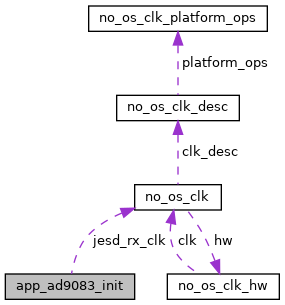 no_os_clk_platform_ops
platform_ops
no_os_clk_desc
clk_desc
no_os_clk
jesd_rx_clk
clk
hw
app_ad9083_init
no_os_clk_hw